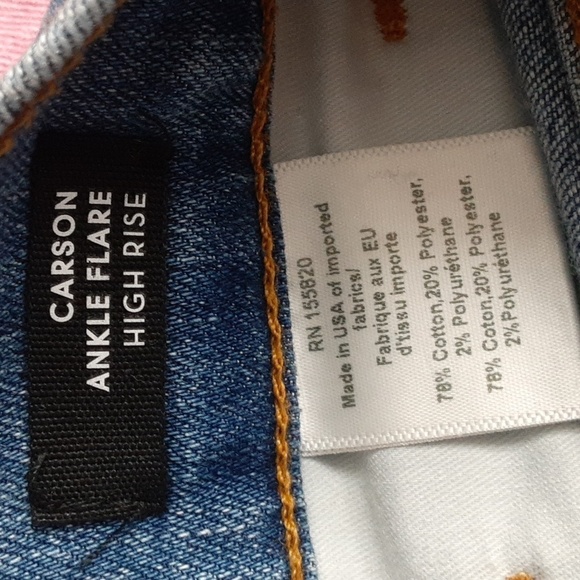 CARSON
ANKLE FLARE
HIGH RISE
RN 155820
Made in USA of imported
fabrics/
Fabrique aux EU
d'tissu importe
78% Cotton,20% Polyester,
2% Polyuréthane
78% Coton,20% Polyester,
2%Polyuréthane